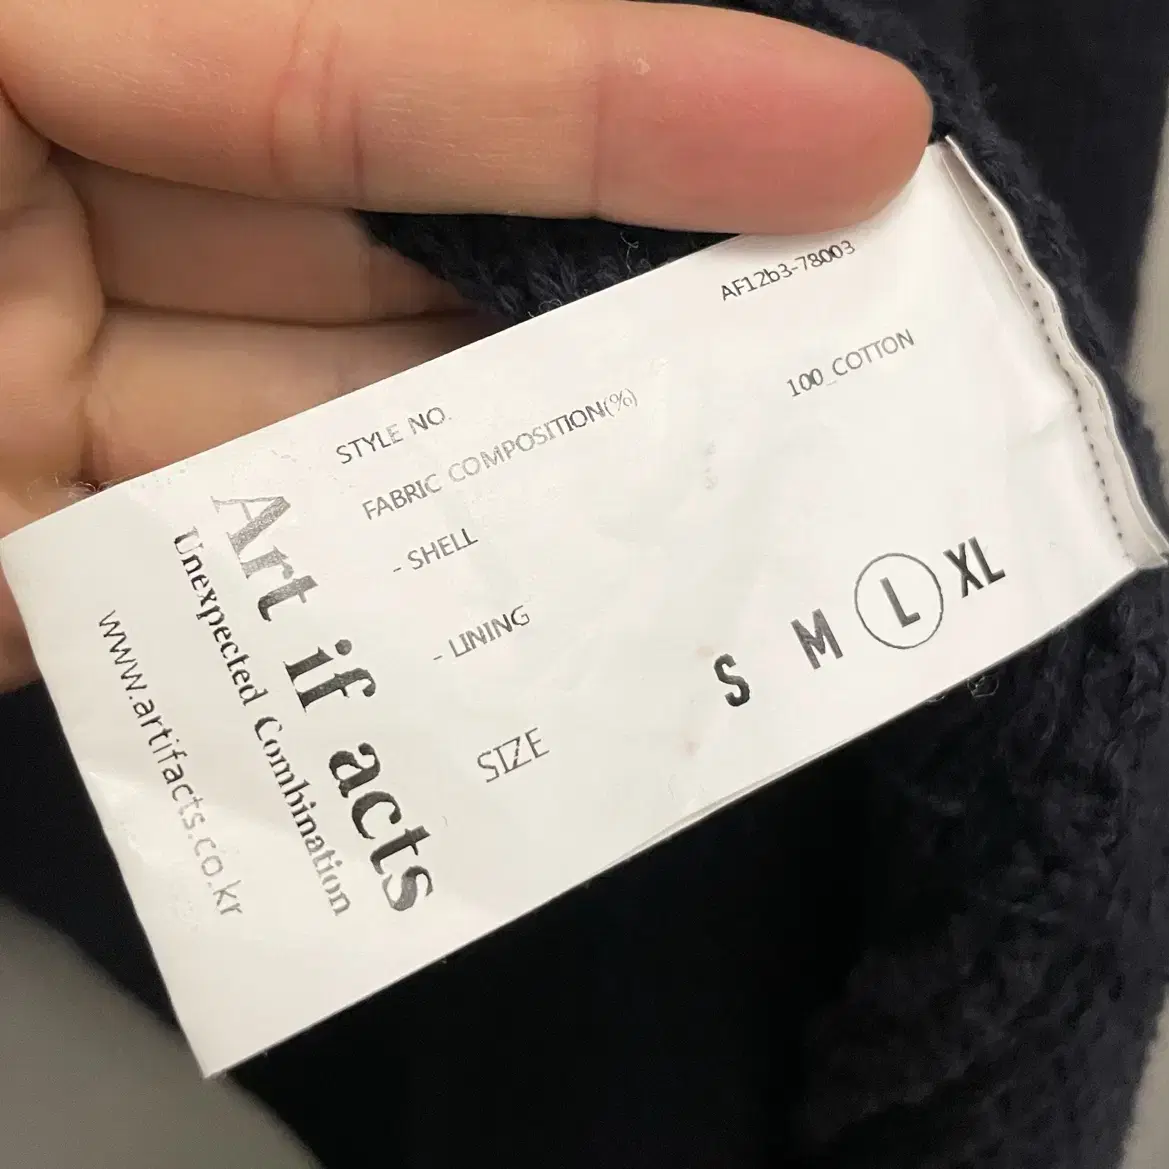 STYLE NO. AF12b3-78003
FABRIC COMPOSITION(%)
- SHELL 100_COTTON
- LINING
SIZE S M L XL
Art if acts
Unexpected Combination
www.artifacts.co.kr